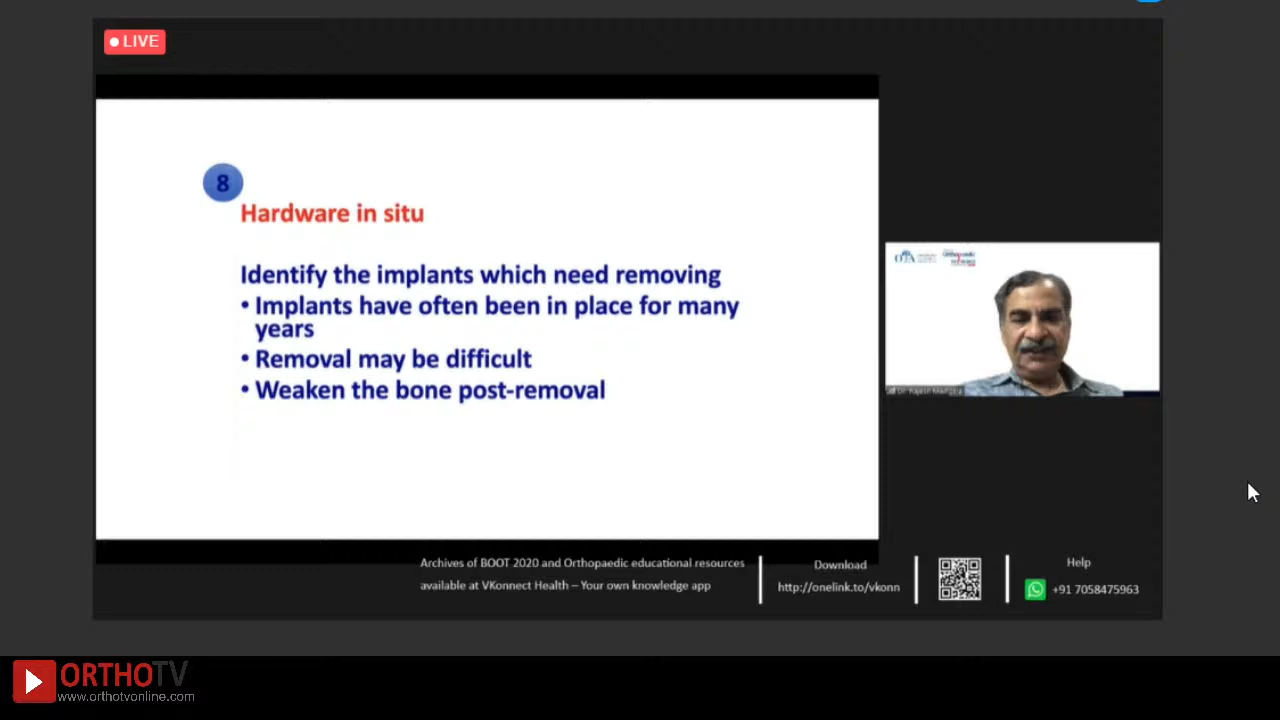 LIVE
8
Hardware in situ
Identify the implants which need removing
• Implants have often been in place for many
years
• Removal may be difficult
• Weaken the bone post-removal
OTA
Archives of BOOT 2020 and Orthopaedic educational resources
available at VKonnect Health – Your own knowledge app
Download
http://onelink.to/vkonn
Help
+91 7058475963
ORTHOTV
www.orthotvonline.com